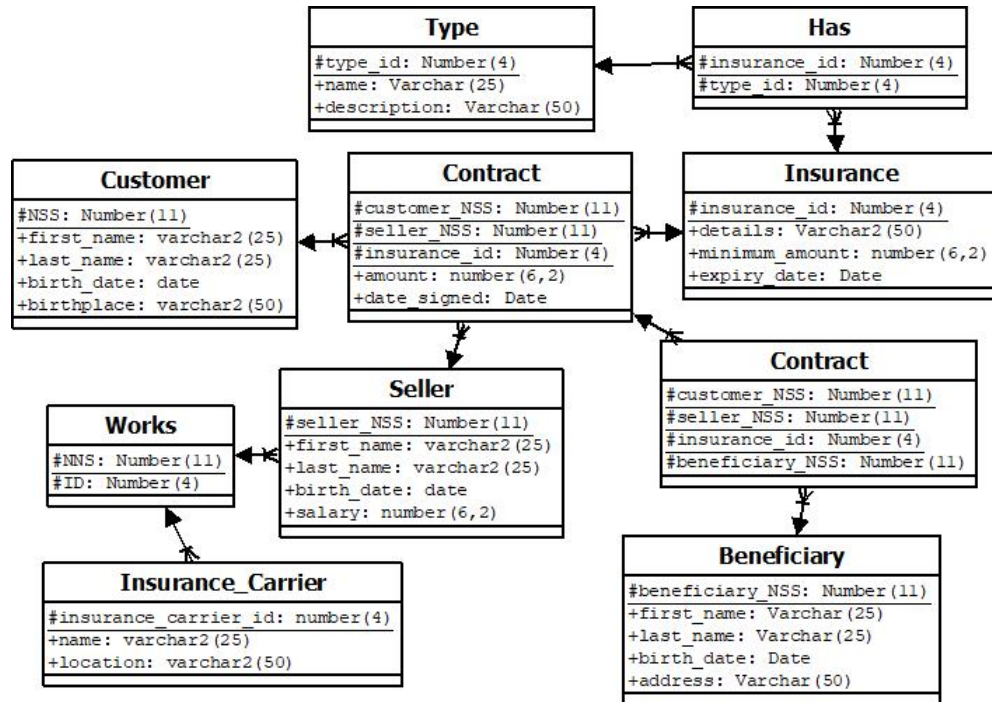 Type
#type_id: Number(4)
+name: Varchar(25)
+description: Varchar(50)
Has
#insurance_id: Number(4)
#type_id: Number(4)
Customer
#NSS: Number(11)
+first_name: varchar2(25)
+last_name: varchar2(25)
+birth_date: date
+birthplace: varchar2(50)
Contract
#customer_NSS: Number(11)
#seller_NSS: Number(11)
#insurance_id: Number(4)
+amount: number(6,2)
+date_signed: Date
Insurance
#insurance_id: Number(4)
+details: Varchar2(50)
+minimum_amount: number(6,2)
+expiry_date: Date
Works
#NNS: Number(11)
#ID: Number(4)
Seller
#seller_NSS: Number(11)
+first_name: varchar2(25)
+last_name: varchar2(25)
+birth_date: date
+salary: number(6,2)
Contract
#customer_NSS: Number(11)
#seller_NSS: Number(11)
#insurance_id: Number(4)
#beneficiary_NSS: Number(11)
Insurance_Carrier
#insurance_carrier_id: number(4)
+name: varchar2(25)
+location: varchar2(50)
Beneficiary
#beneficiary_NSS: Number(11)
+first_name: Varchar(25)
+last_name: Varchar(25)
+birth_date: Date
+address: Varchar(50)